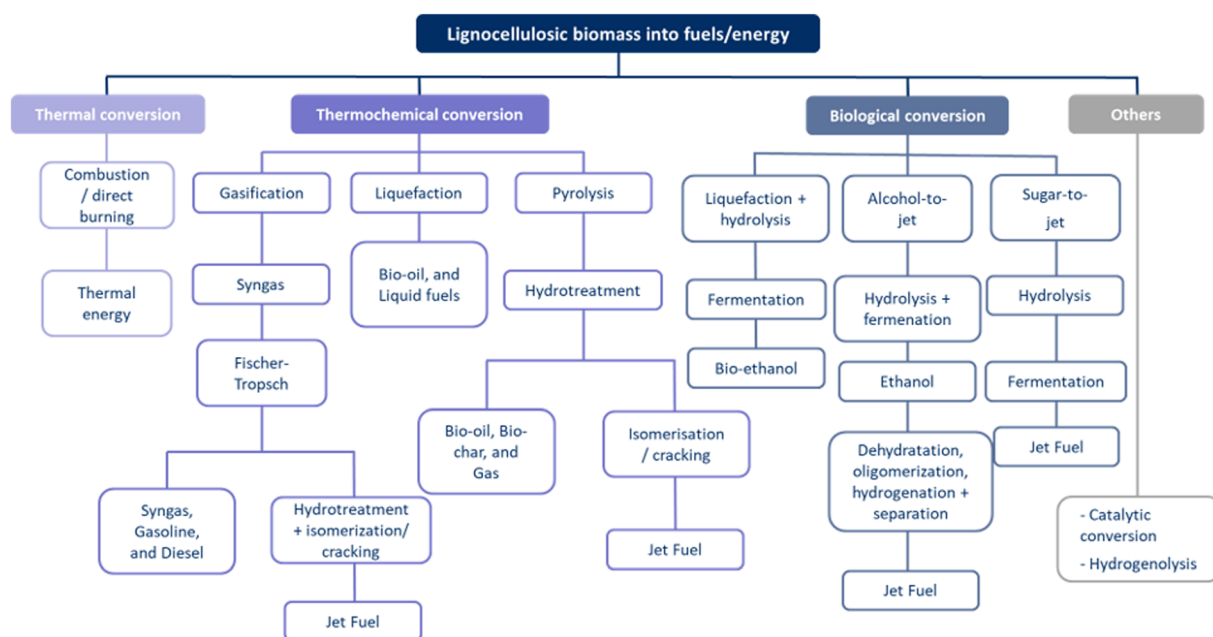 Lignocellulosic biomass into fuels/energy
Thermal conversion
Thermochemical conversion
Biological conversion
Others
Combustion
/ direct
burning
Thermal
energy
Gasification
Syngas
Fischer-
Tropsch
Syngas,
Gasoline,
and Diesel
Hydrotreatment
+ isomerization/
cracking
Jet Fuel
Liquefaction
Bio-oil, and
Liquid fuels
Pyrolysis
Hydrotreatment
Bio-oil, Bio-
char, and
Gas
Isomerisation
/ cracking
Jet Fuel
Liquefaction +
hydrolysis
Fermentation
Bio-ethanol
Alcohol-to-
jet
Hydrolysis +
fermenation
Ethanol
Dehydratation,
oligomerization,
hydrogenation +
separation
Jet Fuel
Sugar-to-
jet
Hydrolysis
Fermentation
Jet Fuel
- Catalytic
conversion
- Hydrogenolysis